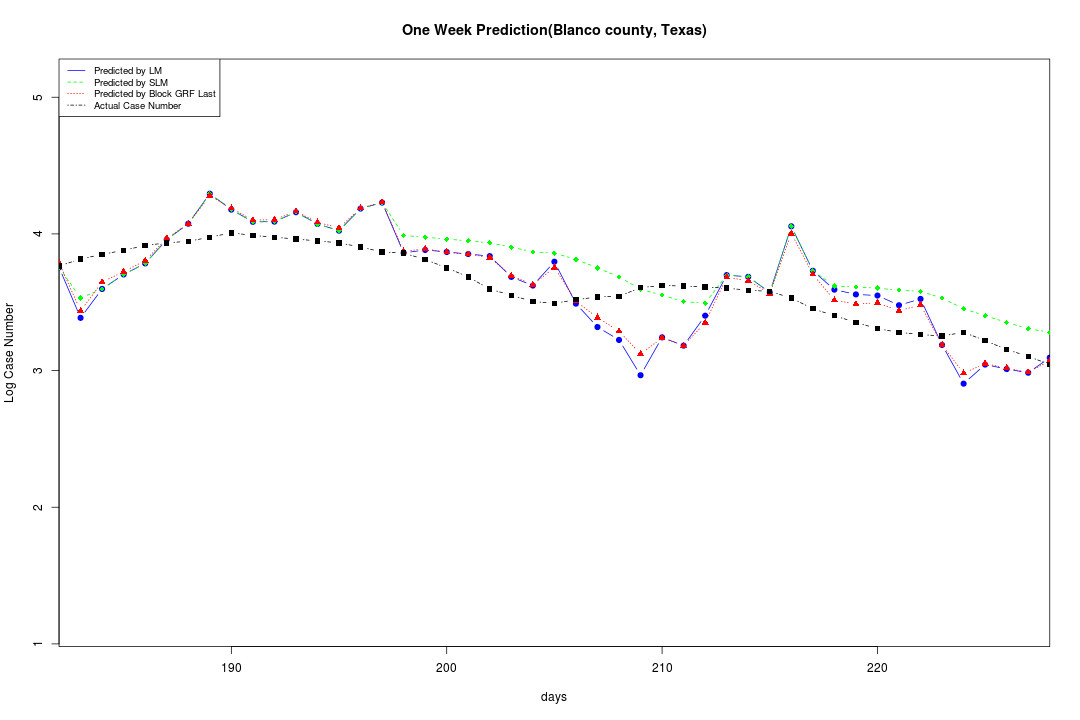 One Week Prediction(Blanco county, Texas)
Predicted by LM
Predicted by SLM
Predicted by Block GRF Last
Actual Case Number
5
4
3
2
1
Log Case Number
190
200
210
220
days